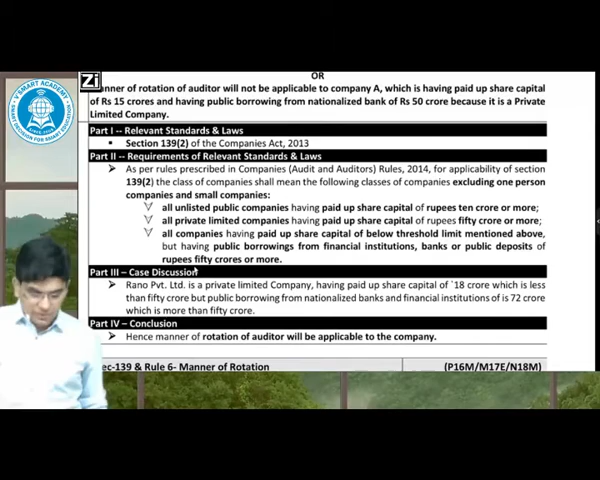 V'SMART ACADEMY
SMART DECISION FOR SMART EDUCATION
Zi
OR
anner of rotation of auditor will not be applicable to company A, which is having paid up share capital
of Rs 15 crores and having public borrowing from nationalized bank of Rs 50 crore because it is a Private
Limited Company.
Part I -- Relevant Standards & Laws
▪ Section 139(2) of the Companies Act, 2013
Part II -- Requirements of Relevant Standards & Laws
➢ As per rules prescribed in Companies (Audit and Auditors) Rules, 2014, for applicability of section
139(2) the class of companies shall mean the following classes of companies excluding one person
companies and small companies:
all unlisted public companies having paid up share capital of rupees ten crore or more;
all private limited companies having paid up share capital of rupees fifty crore or more;
all companies having paid up share capital of below threshold limit mentioned above,
but having public borrowings from financial institutions, banks or public deposits of
rupees fifty crores or more.
Part III – Case Discussion
➢ Rano Pvt. Ltd. is a private limited Company, having paid up share capital of `18 crore which is less
than fifty crore but public borrowing from nationalized banks and financial institutions of is 72 crore
which is more than fifty crore.
Part IV – Conclusion
➢ Hence manner of rotation of auditor will be applicable to the company.
ec-139 & Rule 6- Manner of Rotation (P16M/M17E/N18M)